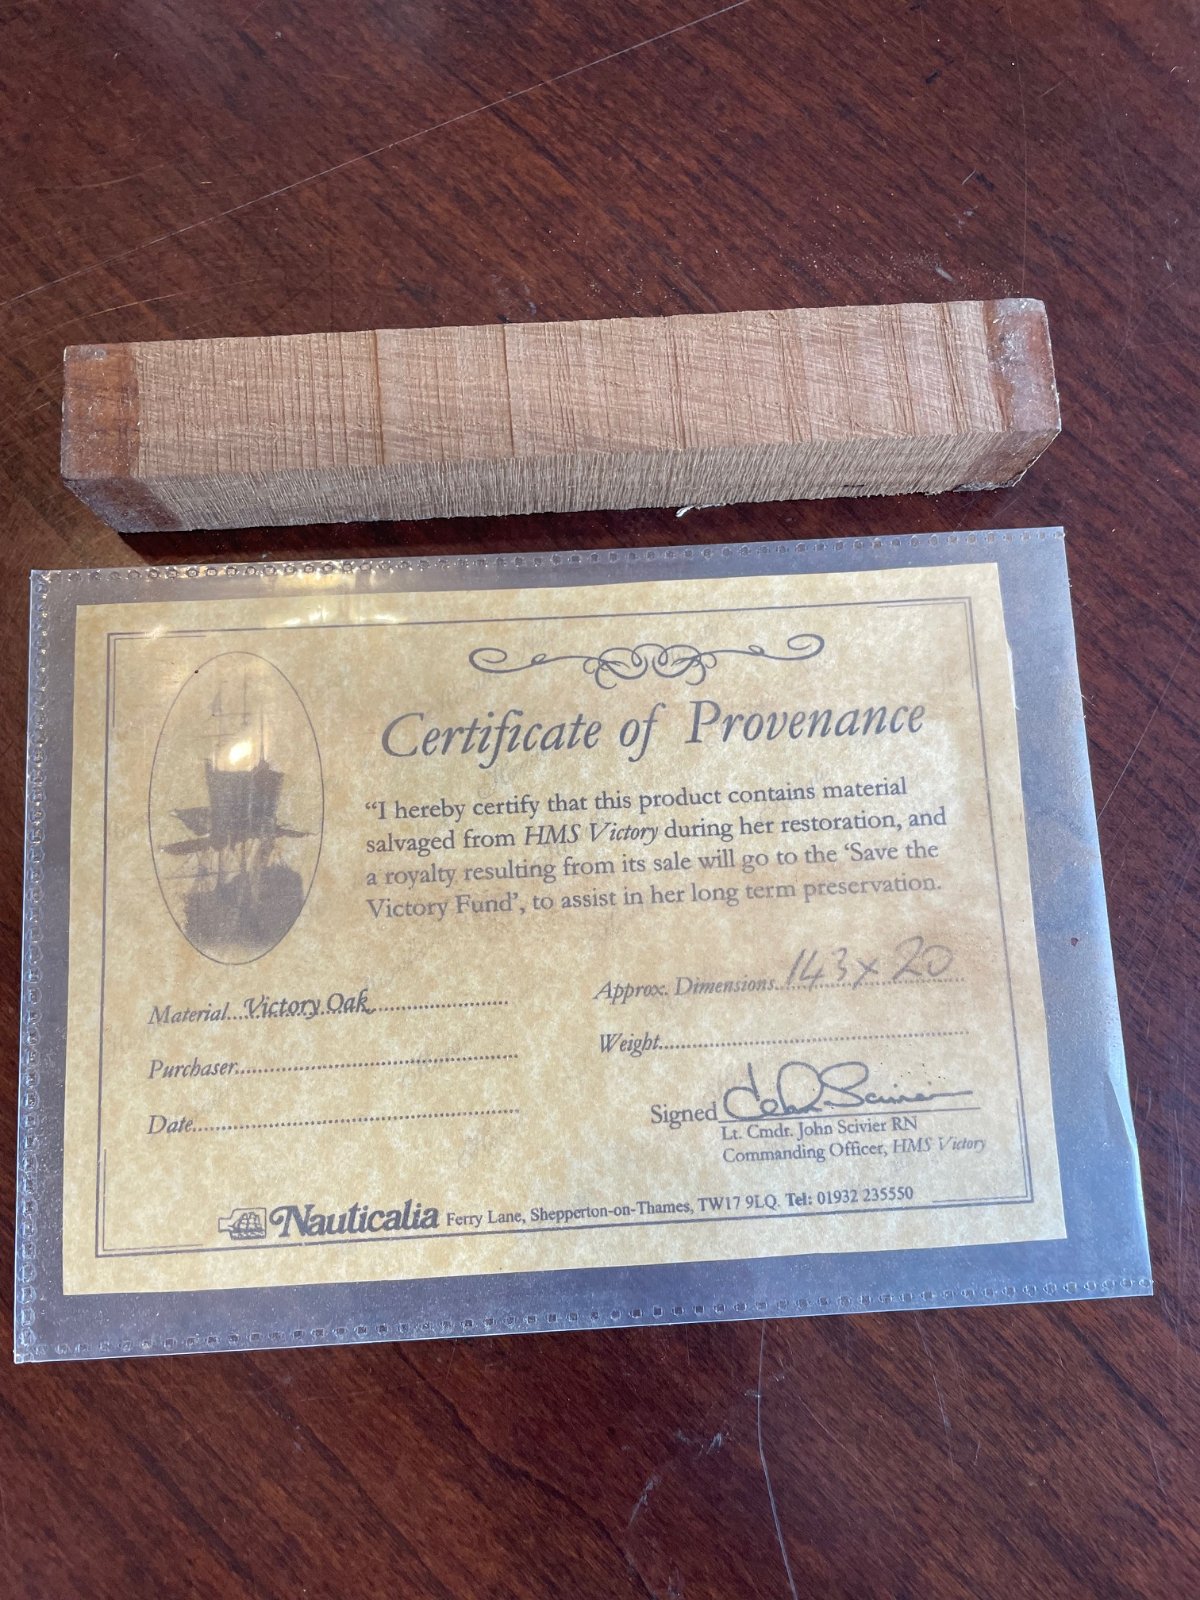 Certificate of Provenance
“I hereby certify that this product contains material
salvaged from HMS Victory during her restoration, and
a royalty resulting from its sale will go to the ‘Save the
Victory Fund’, to assist in her long term preservation.
Material....Victory Oak....................
Approx. Dimensions..143 x 20
Purchaser..............................
Weight..............................
Date..............................
Signed John Scivier
Lt. Cmdr. John Scivier RN
Commanding Officer, HMS Victory
Nauticalia Ferry Lane, Shepperton-on-Thames, TW17 9LQ. Tel: 01932 235550